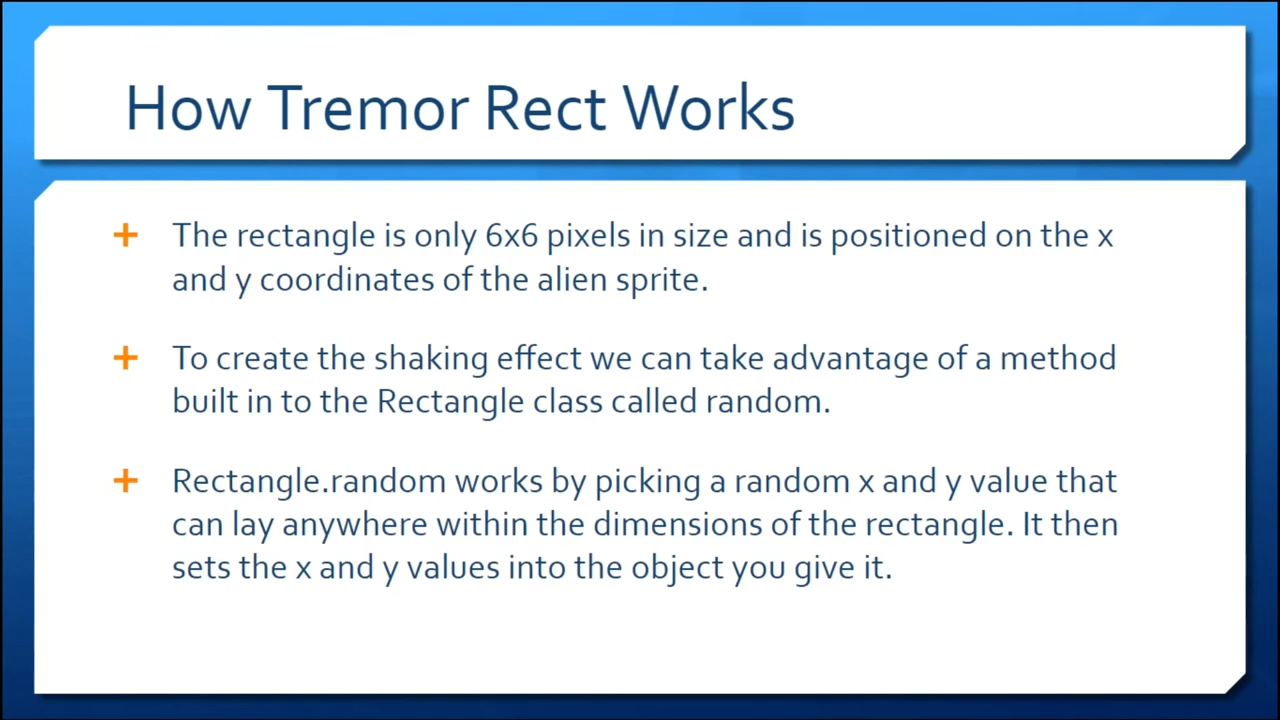 How Tremor Rect Works
The rectangle is only 6x6 pixels in size and is positioned on the x
and y coordinates of the alien sprite.
To create the shaking effect we can take advantage of a method
built in to the Rectangle class called random.
Rectangle.random works by picking a random x and y value that
can lay anywhere within the dimensions of the rectangle. It then
sets the x and y values into the object you give it.